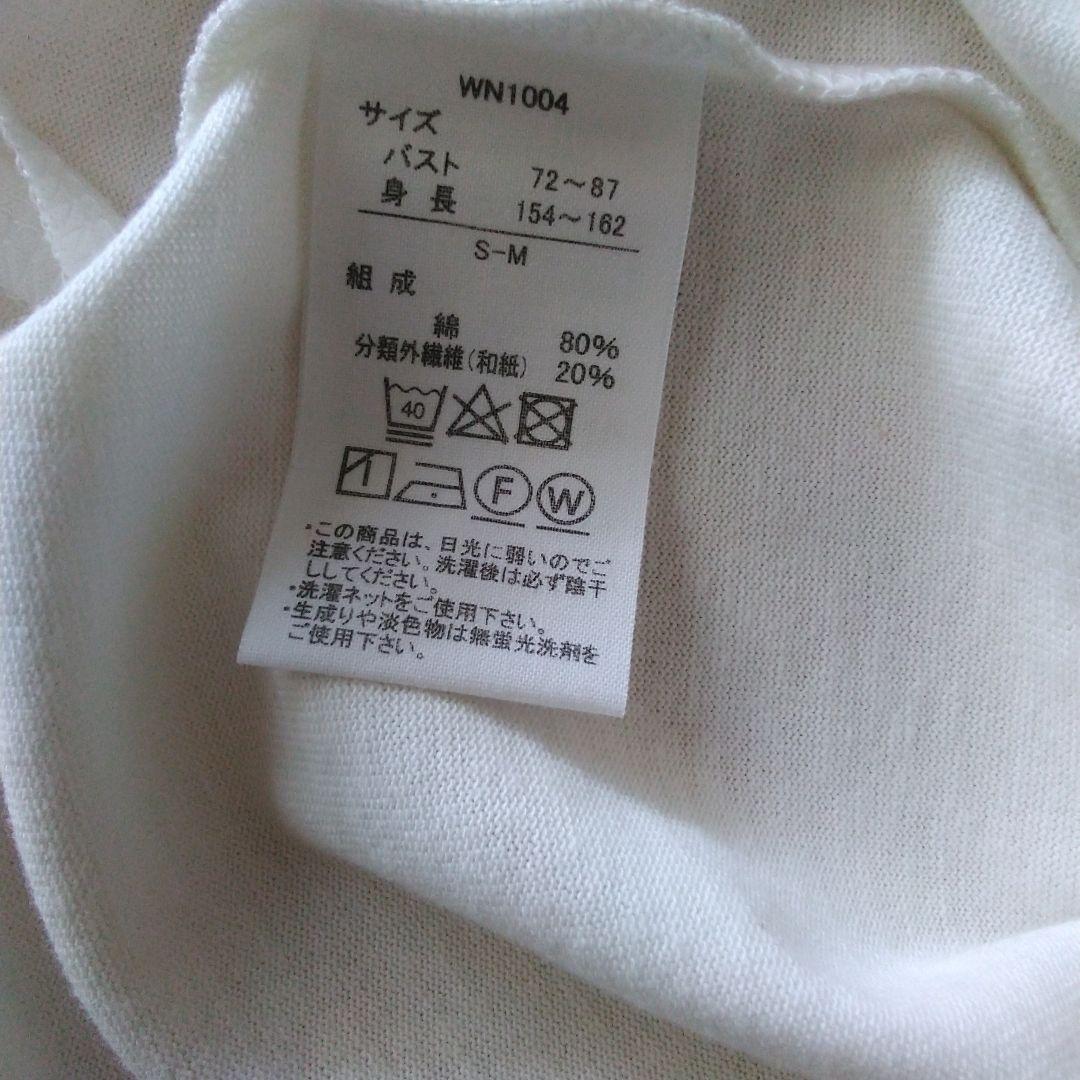 WN1004
サイズ
バスト 72～87
身長 154～162
S-M
組成
綿 80%
分類外繊維(和紙) 20%
40
F W
・この商品は、日光に弱いのでご
注意ください。洗濯後は必ず陰干
ししてください。
・洗濯ネットをご使用下さい。
・生成りや淡色物は無蛍光洗剤を
ご使用下さい。